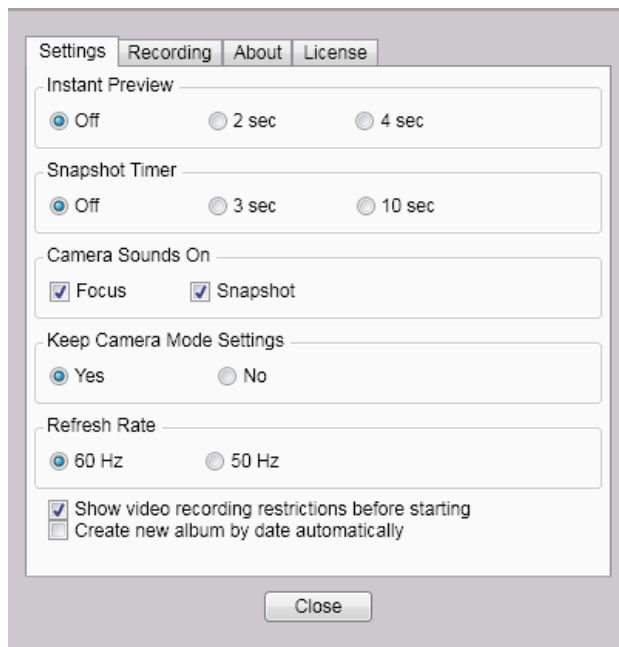 Settings Recording About License
Instant Preview
Off 2 sec 4 sec
Snapshot Timer
Off 3 sec 10 sec
Camera Sounds On
Focus Snapshot
Keep Camera Mode Settings
Yes No
Refresh Rate
60 Hz 50 Hz
Show video recording restrictions before starting
Create new album by date automatically
Close